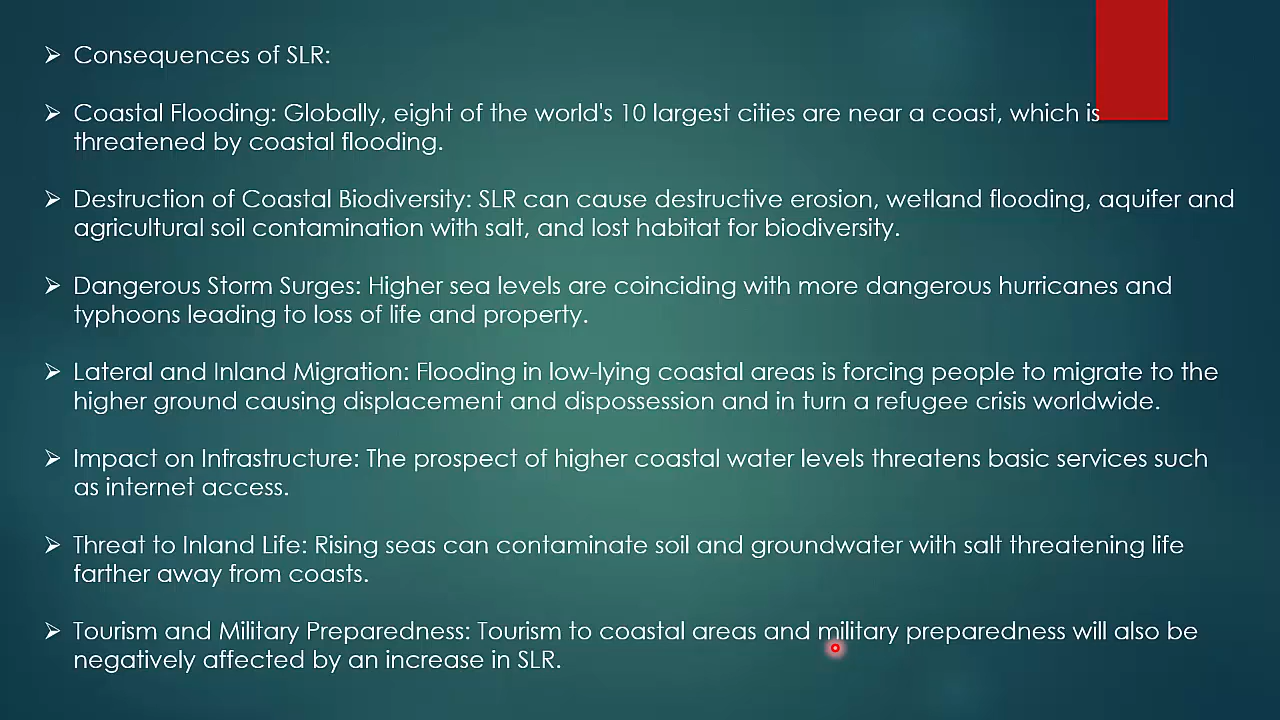 ➢ Consequences of SLR:
➢ Coastal Flooding: Globally, eight of the world's 10 largest cities are near a coast, which is
threatened by coastal flooding.
➢ Destruction of Coastal Biodiversity: SLR can cause destructive erosion, wetland flooding, aquifer and
agricultural soil contamination with salt, and lost habitat for biodiversity.
➢ Dangerous Storm Surges: Higher sea levels are coinciding with more dangerous hurricanes and
typhoons leading to loss of life and property.
➢ Lateral and Inland Migration: Flooding in low-lying coastal areas is forcing people to migrate to the
higher ground causing displacement and dispossession and in turn a refugee crisis worldwide.
➢ Impact on Infrastructure: The prospect of higher coastal water levels threatens basic services such
as internet access.
➢ Threat to Inland Life: Rising seas can contaminate soil and groundwater with salt threatening life
farther away from coasts.
➢ Tourism and Military Preparedness: Tourism to coastal areas and military preparedness will also be
negatively affected by an increase in SLR.